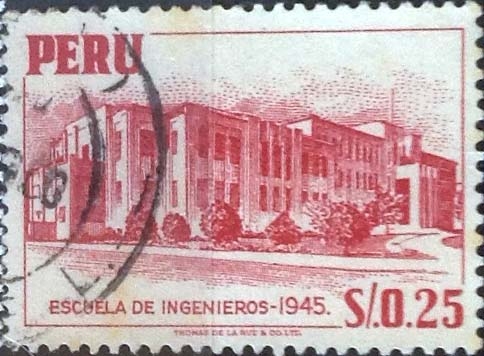 PERU
ESCUELA DE INGENIEROS-1945.
S/.0.25
THOMAS DE LA RUE & CO. LTD.